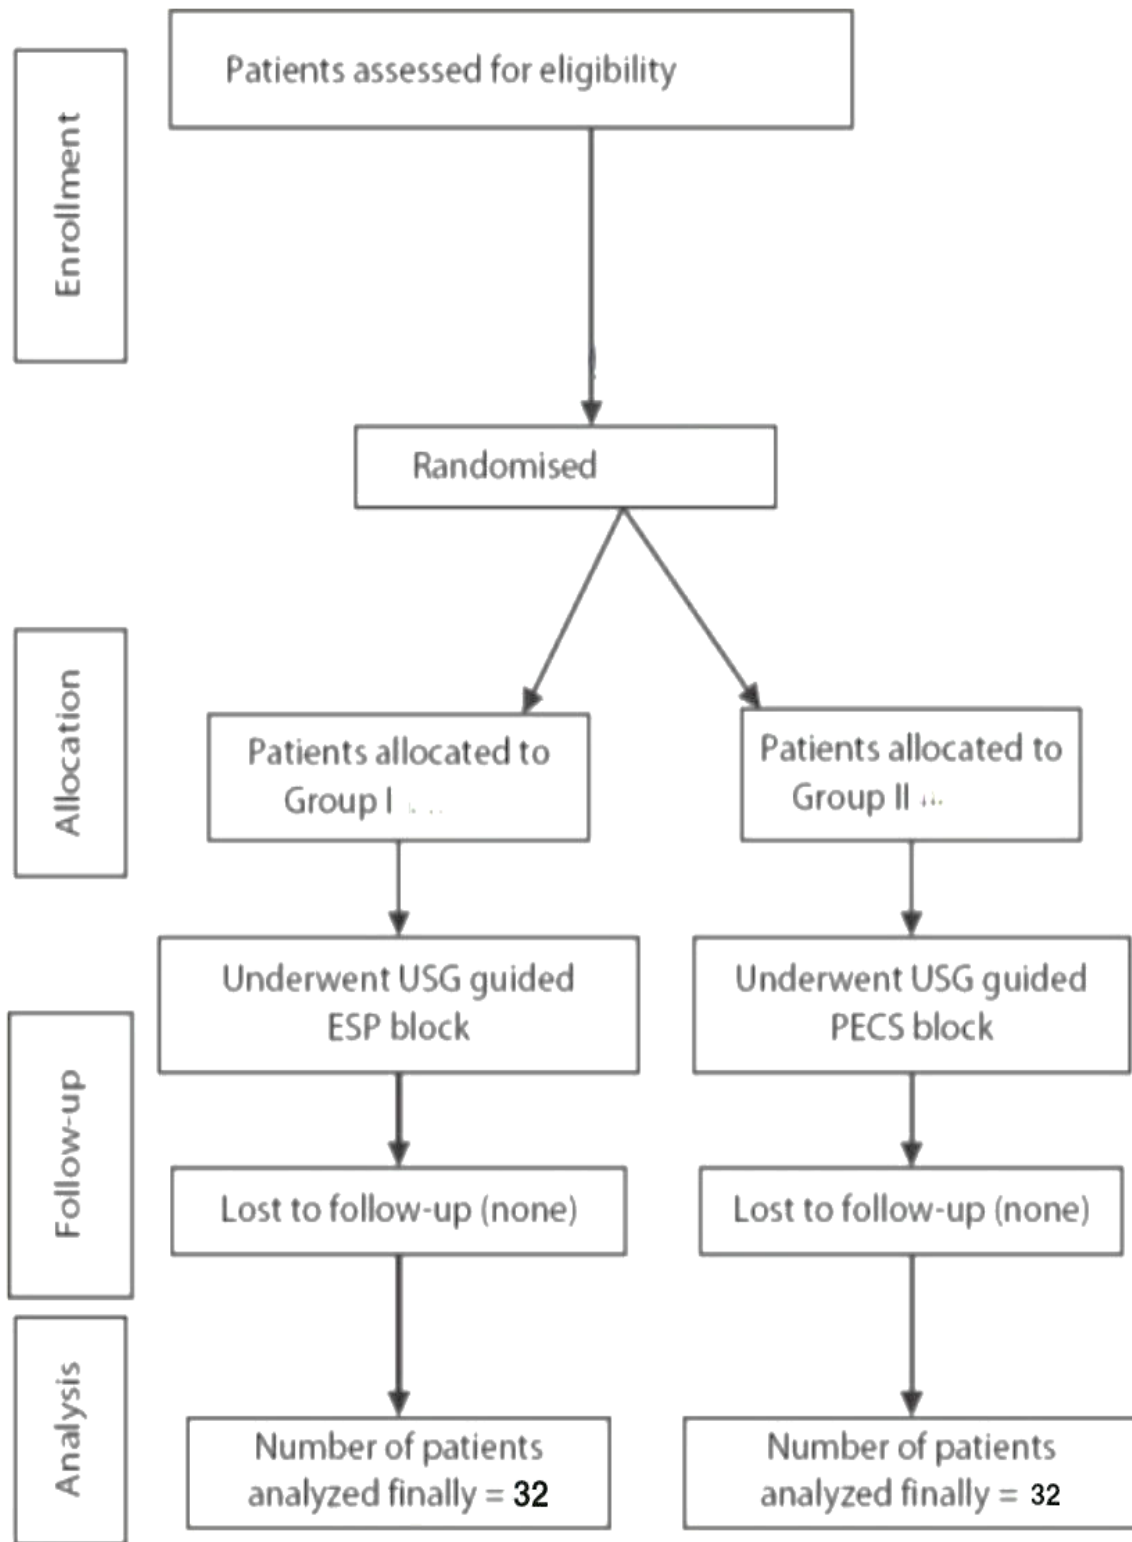 Enrollment
Patients assessed for eligibility
Randomised
Allocation
Patients allocated to
Group I
Patients allocated to
Group II
Underwent USG guided
ESP block
Underwent USG guided
PECS block
Follow-up
Lost to follow-up (none)
Lost to follow-up (none)
Analysis
Number of patients
analyzed finally = 32
Number of patients
analyzed finally = 32